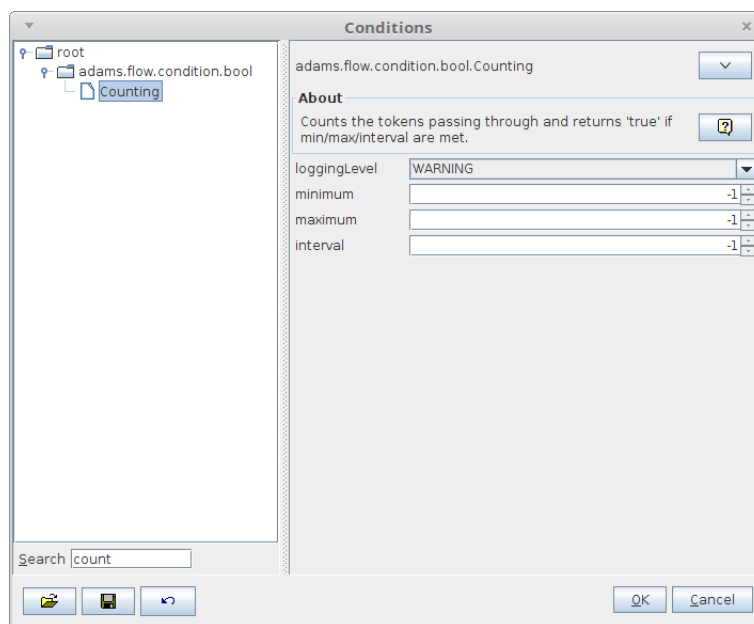 Conditions
root
adams.flow.condition.bool
Counting
Search count
adams.flow.condition.bool.Counting
About
Counts the tokens passing through and returns 'true' if
min/max/interval are met.
loggingLevel WARNING
minimum -1
maximum -1
interval -1
OK Cancel